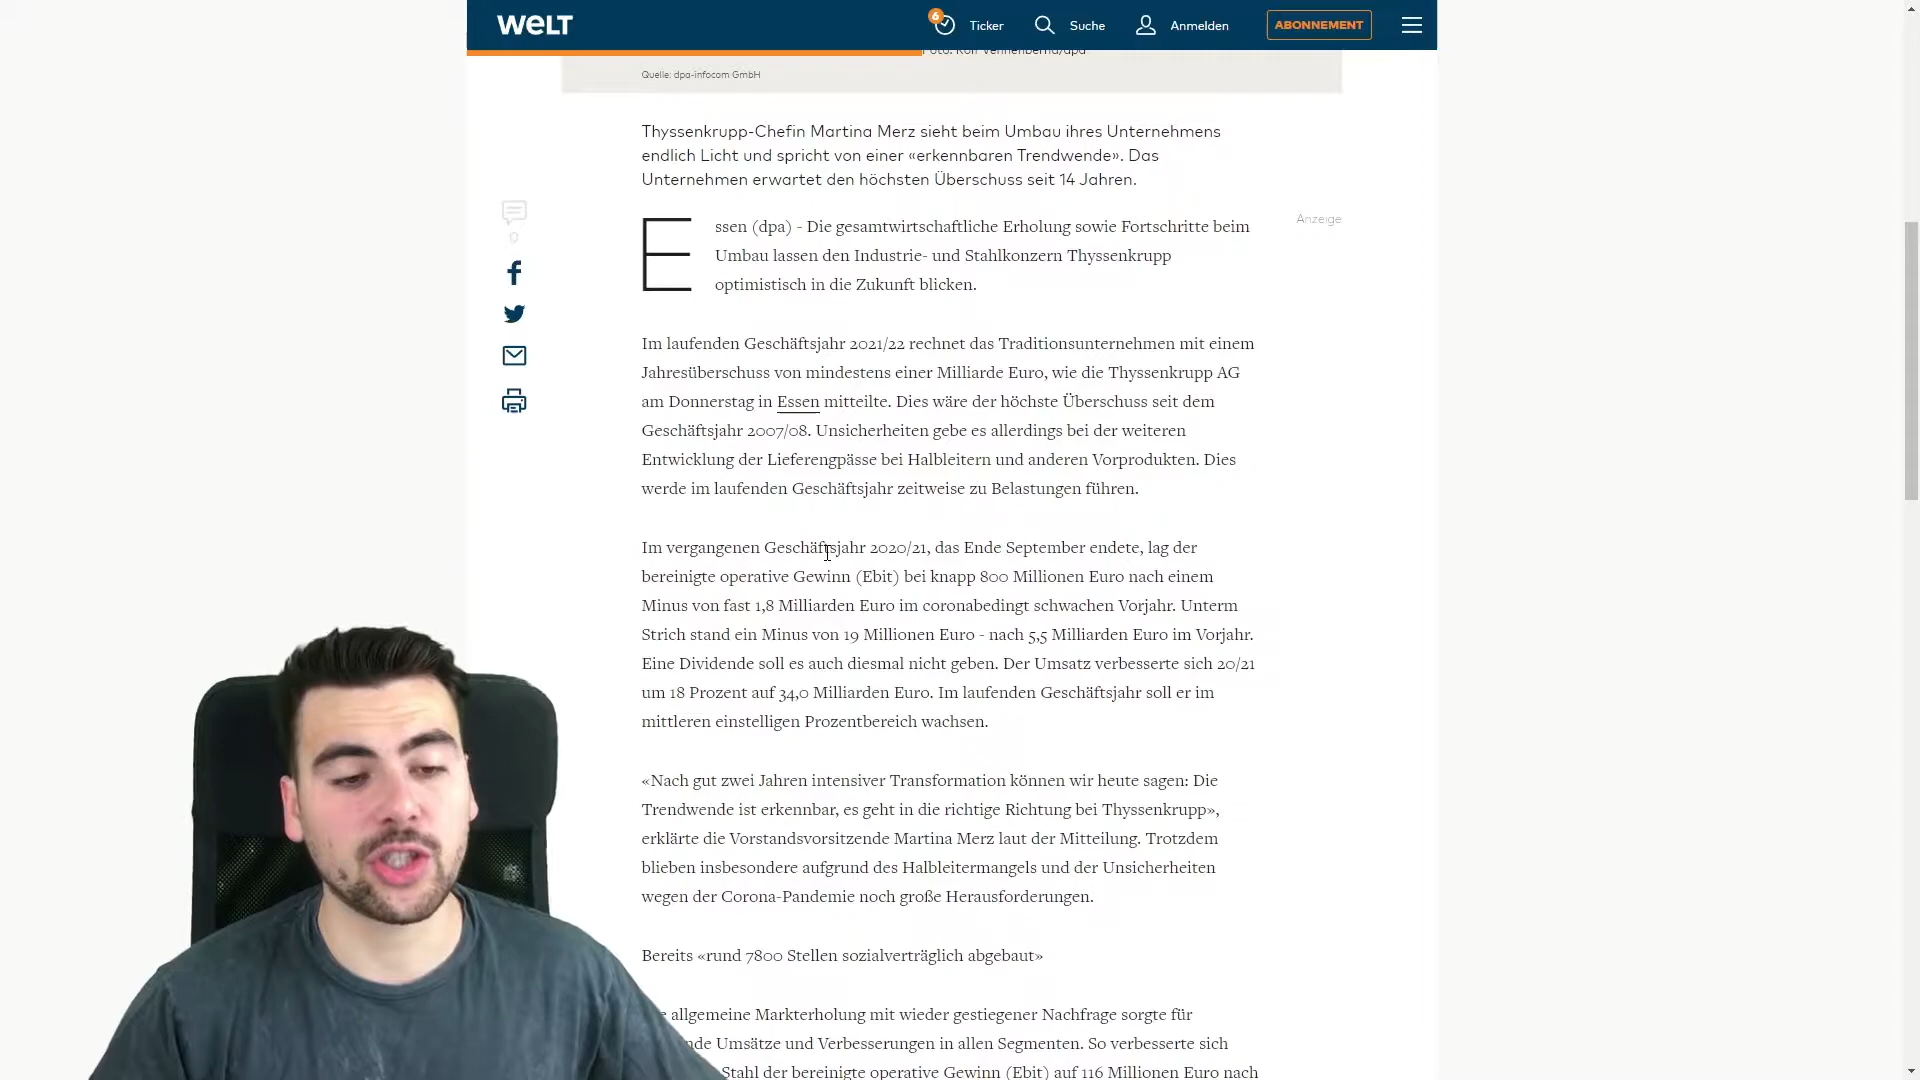 WELT
6
Ticker
Suche
Anmelden
ABONNEMENT
Quelle: dpa-infocom GmbH
Thyssenkrupp-Chefin Martina Merz sieht beim Umbau ihres Unternehmens
endlich Licht und spricht von einer «erkennbaren Trendwende». Das
Unternehmen erwartet den höchsten Überschuss seit 14 Jahren.
Anzeige
0
Essen (dpa) - Die gesamtwirtschaftliche Erholung sowie Fortschritte beim
Umbau lassen den Industrie- und Stahlkonzern Thyssenkrupp
optimistisch in die Zukunft blicken.
Im laufenden Geschäftsjahr 2021/22 rechnet das Traditionsunternehmen mit einem
Jahresüberschuss von mindestens einer Milliarde Euro, wie die Thyssenkrupp AG
am Donnerstag in Essen mitteilte. Dies wäre der höchste Überschuss seit dem
Geschäftsjahr 2007/08. Unsicherheiten gebe es allerdings bei der weiteren
Entwicklung der Lieferengpässe bei Halbleitern und anderen Vorprodukten. Dies
werde im laufenden Geschäftsjahr zeitweise zu Belastungen führen.
Im vergangenen Geschäftsjahr 2020/21, das Ende September endete, lag der
bereinigte operative Gewinn (Ebit) bei knapp 800 Millionen Euro nach einem
Minus von fast 1,8 Milliarden Euro im coronabedingt schwachen Vorjahr. Unterm
Strich stand ein Minus von 19 Millionen Euro - nach 5,5 Milliarden Euro im Vorjahr.
Eine Dividende soll es auch diesmal nicht geben. Der Umsatz verbesserte sich 20/21
um 18 Prozent auf 34,0 Milliarden Euro. Im laufenden Geschäftsjahr soll er im
mittleren einstelligen Prozentbereich wachsen.
«Nach gut zwei Jahren intensiver Transformation können wir heute sagen: Die
Trendwende ist erkennbar, es geht in die richtige Richtung bei Thyssenkrupp»,
erklärte die Vorstandsvorsitzende Martina Merz laut der Mitteilung. Trotzdem
blieben insbesondere aufgrund des Halbleitermangels und der Unsicherheiten
wegen der Corona-Pandemie noch große Herausforderungen.
Bereits «rund 7800 Stellen sozialverträglich abgebaut»
allgemeine Markterholung mit wieder gestiegener Nachfrage sorgte für
Umsätze und Verbesserungen in allen Segmenten. So verbesserte sich
Stahl der bereinigte operative Gewinn (Ebit) auf 116 Millionen Euro nach